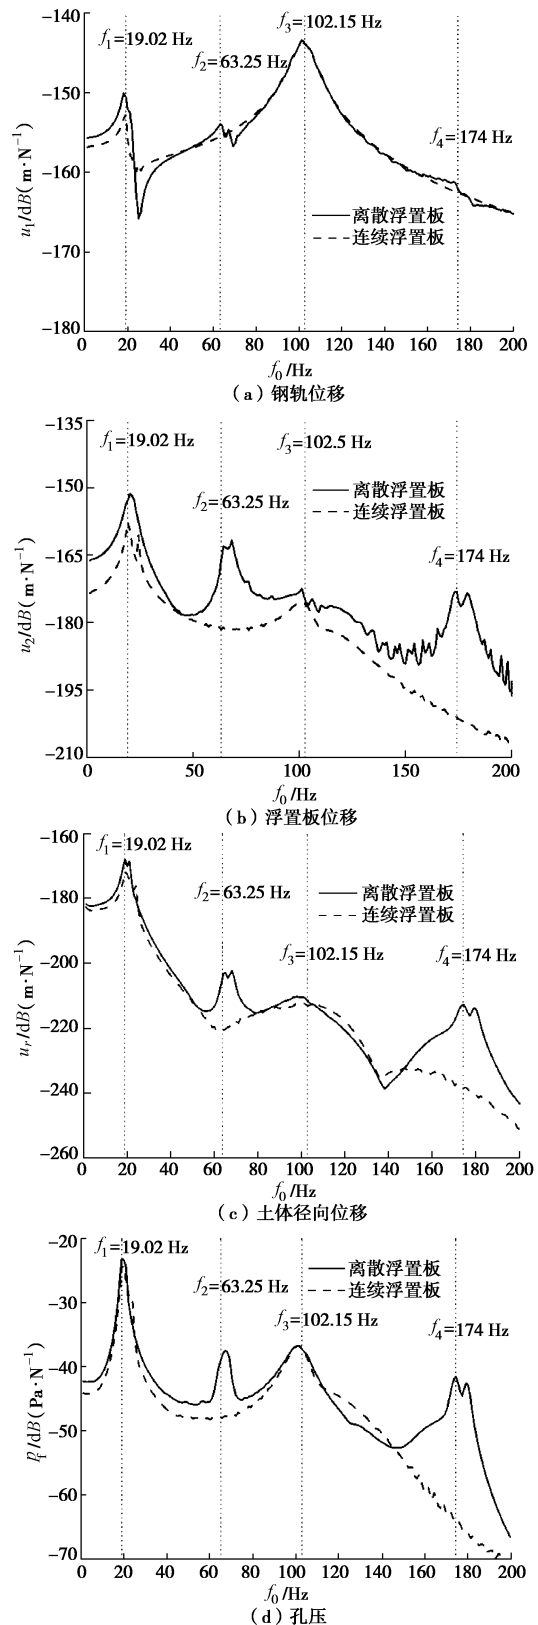 -140
f₃=102.15 Hz
f₁=19.02 Hz
f₂=63.25 Hz
-150
f₄=174 Hz
-160
u₁/dB(m·N⁻¹)
离散浮置板
连续浮置板
-170
-180
0 20 40 60 80 100 120 140 160 180 200
f₀/Hz
(a)钢轨位移
-135
f₁=19.02 Hz
f₃=102.5 Hz
-150
离散浮置板
f₂=63.25 Hz
连续浮置板
-165
f₄=174 Hz
u₂/dB(m·N⁻¹)
-180
-195
-210
0 50 100 150 200
f₀/Hz
(b)浮置板位移
-160
f₁=19.02 Hz
-180
f₂=63.25 Hz
离散浮置板
连续浮置板
-200
f₃=102.15 Hz
f₄=174 Hz
uᵣ/dB(m·N⁻¹)
-220
-240
-260
0 20 40 60 80 100 120 140 160 180 200
f₀/Hz
(c)土体径向位移
-20
f₁=19.02 Hz
离散浮置板
f₂=63.25 Hz
连续浮置板
-30
f₃=102.15 Hz
f₄=174 Hz
-40
p_f/dB(Pa·N⁻¹)
-50
-60
-70
0 20 40 60 80 100 120 140 160 180 200
f₀/Hz
(d)孔压